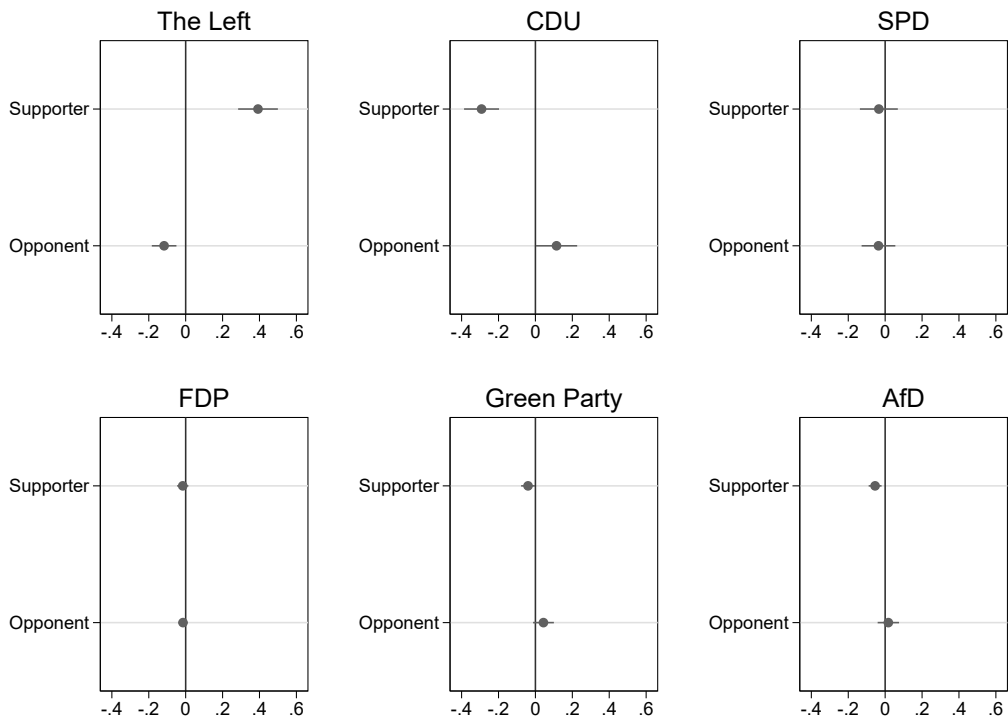 The Left
CDU
SPD
Supporter
Supporter
Supporter
Opponent
Opponent
Opponent
-.4 -.2 0 .2 .4 .6
-.4 -.2 0 .2 .4 .6
-.4 -.2 0 .2 .4 .6
FDP
Green Party
AfD
Supporter
Supporter
Supporter
Opponent
Opponent
Opponent
-.4 -.2 0 .2 .4 .6
-.4 -.2 0 .2 .4 .6
-.4 -.2 0 .2 .4 .6